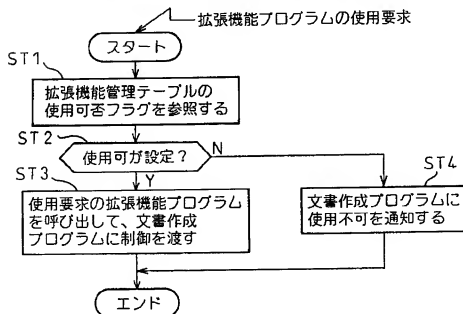 拡張機能プログラムの使用要求
スタート
ST1
拡張機能管理テーブルの
使用可否フラグを参照する
ST2
使用可が設定？
N
Y
ST3
使用要求の拡張機能プログラム
を呼び出して、文書作成
プログラムに制御を渡す
ST4
文書作成プログラムに
使用不可を通知する
エンド